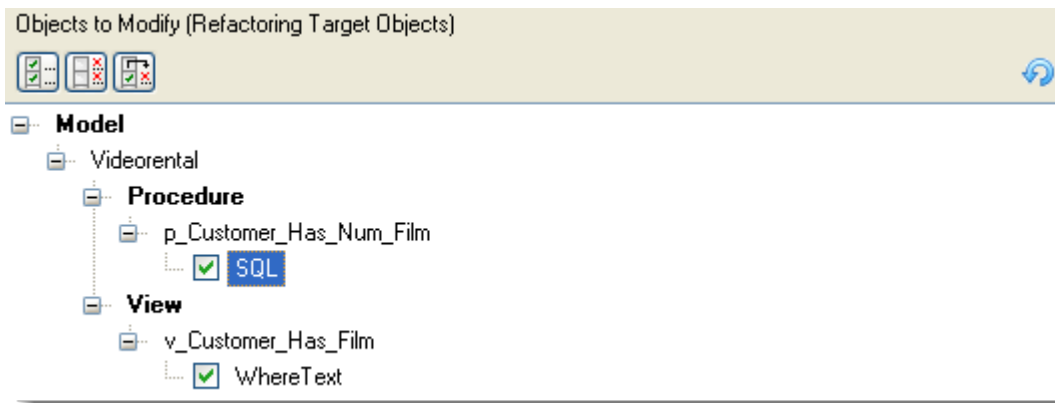 Objects to Modify (Refactoring Target Objects)
Model
Videorental
Procedure
p_Customer_Has_Num_Film
SQL
View
v_Customer_Has_Film
WhereText